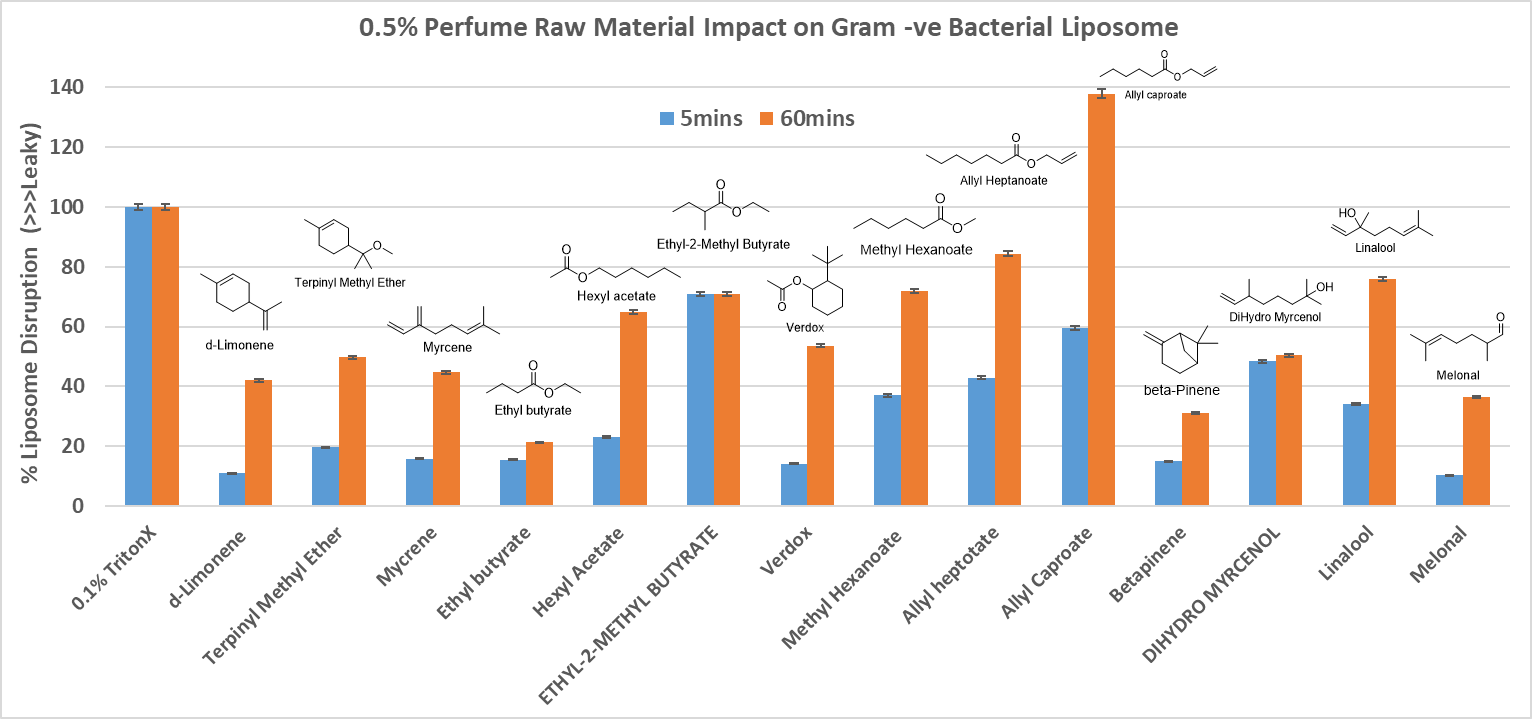 0.5% Perfume Raw Material Impact on Gram -ve Bacterial Liposome
% Liposome Disruption (>>>Leaky)
140
120
100
80
60
40
20
0
5mins
60mins
d-Limonene
Terpinyl Methyl Ether
O
Myrcene
O
O
Ethyl butyrate
O
O
Hexyl acetate
O
O
Ethyl-2-Methyl Butyrate
O
O
Verdox
O
O
Methyl Hexanoate
O
O
Allyl Heptanoate
O
O
Allyl caproate
beta-Pinene
OH
DiHydro Myrcenol
HO
Linalool
O
Melonal
0.1% TritonX
d-Limonene
Terpinyl Methyl Ether
Mycrene
Ethyl butyrate
Hexyl Acetate
ETHYL-2-METHYL BUTYRATE
Verdox
Methyl Hexanoate
Allyl heptotate
Allyl Caproate
Betapinene
DIHYDRO MYRCENOL
Linalool
Melonal